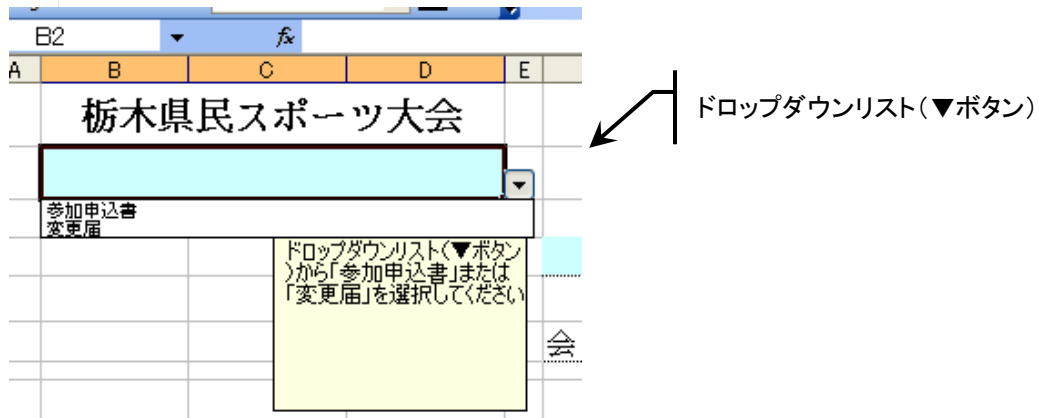 B2 fx
A B C D E
栃木県民スポーツ大会
ドロップダウンリスト（▼ボタン）
参加申込書
変更届
ドロップダウンリスト（▼ボタン
）から「参加申込書」または
「変更届」を選択してください
会